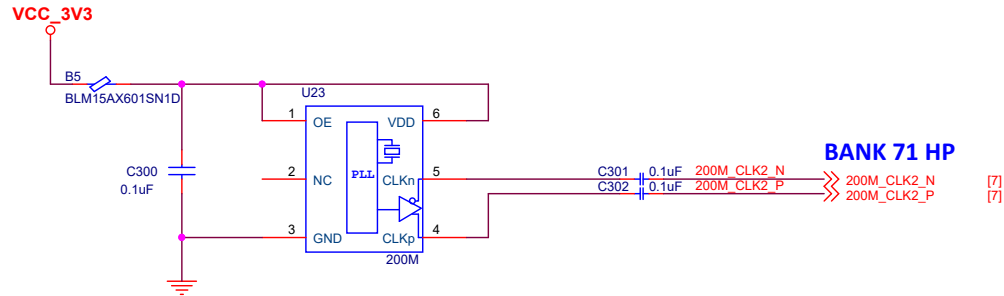 VCC_3V3
B5
BLM15AX601SN1D
U23
1 OE VDD 6
C300
0.1uF
2 NC PLL CLKn 5
3 GND CLKp 4
200M
C301 0.1uF 200M_CLK2_N
C302 0.1uF 200M_CLK2_P
BANK 71 HP
200M_CLK2_N [7]
200M_CLK2_P [7]